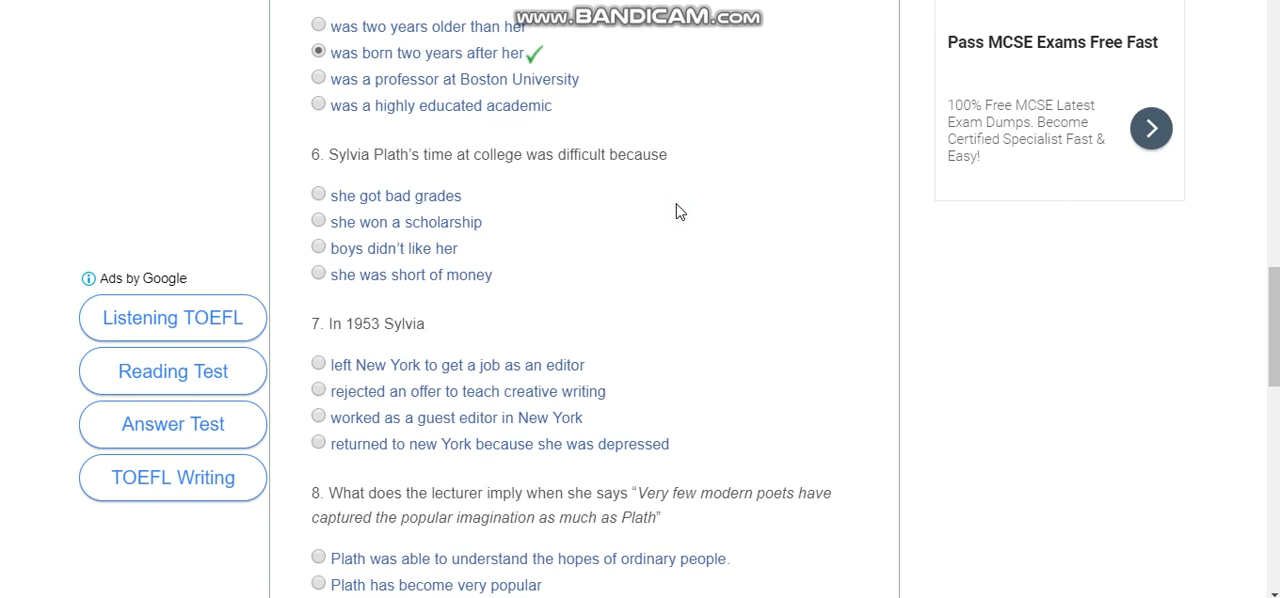 www.BANDICAM.com
was two years older than her
was born two years after her
was a professor at Boston University
was a highly educated academic
6. Sylvia Plath’s time at college was difficult because
she got bad grades
she won a scholarship
boys didn’t like her
she was short of money
7. In 1953 Sylvia
left New York to get a job as an editor
rejected an offer to teach creative writing
worked as a guest editor in New York
returned to new York because she was depressed
8. What does the lecturer imply when she says “Very few modern poets have
captured the popular imagination as much as Plath”
Plath was able to understand the hopes of ordinary people.
Plath has become very popular
Ads by Google
Listening TOEFL
Reading Test
Answer Test
TOEFL Writing
Pass MCSE Exams Free Fast
100% Free MCSE Latest
Exam Dumps. Become
Certified Specialist Fast &
Easy!